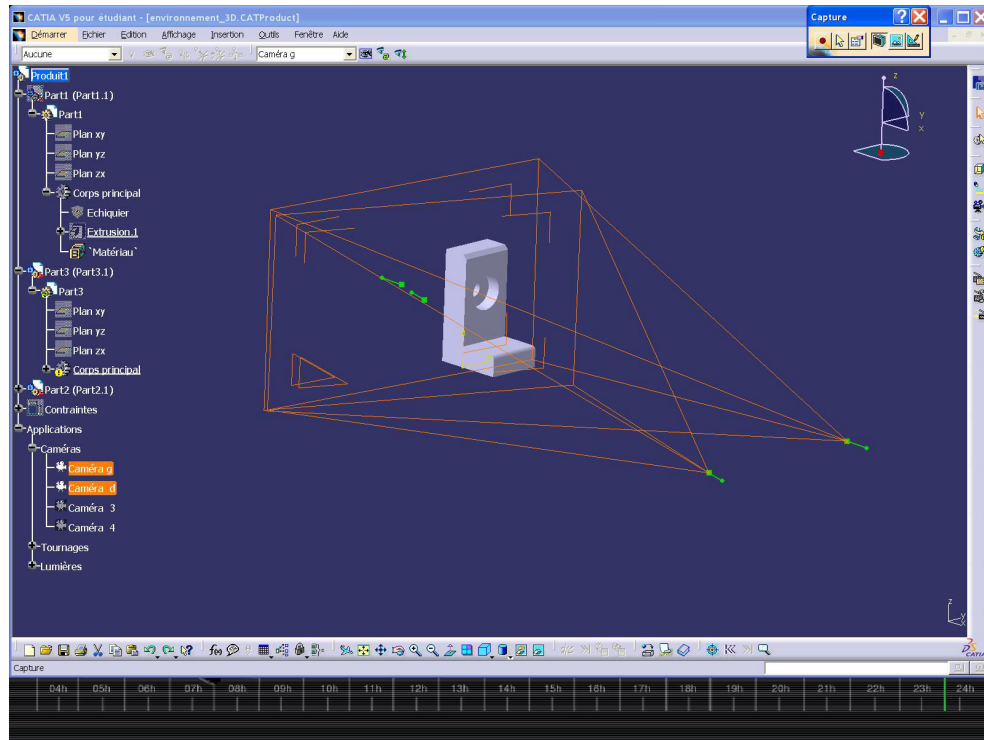 CATIA V5 pour étudiant - [environnement_3D.CATProduct]
Capture
Démarrer Fichier Edition Affichage Insertion Outils Fenêtre Aide
Aucune
Caméra g
Produit1
Part1 (Part1.1)
Part1
Plan xy
Plan yz
Plan zx
Corps principal
Echiquier
Extrusion.1
`Matériau`
Part3 (Part3.1)
Part3
Plan xy
Plan yz
Plan zx
Corps principal
Part2 (Part2.1)
Contraintes
Applications
Caméras
Caméra g
Caméra d
Caméra 3
Caméra 4
Tournages
Lumières
z
y
x
z
f(x)
CATIA
Capture
04h 05h 06h 07h 08h 09h 10h 11h 12h 13h 14h 15h 16h 17h 18h 19h 20h 21h 22h 23h 24h